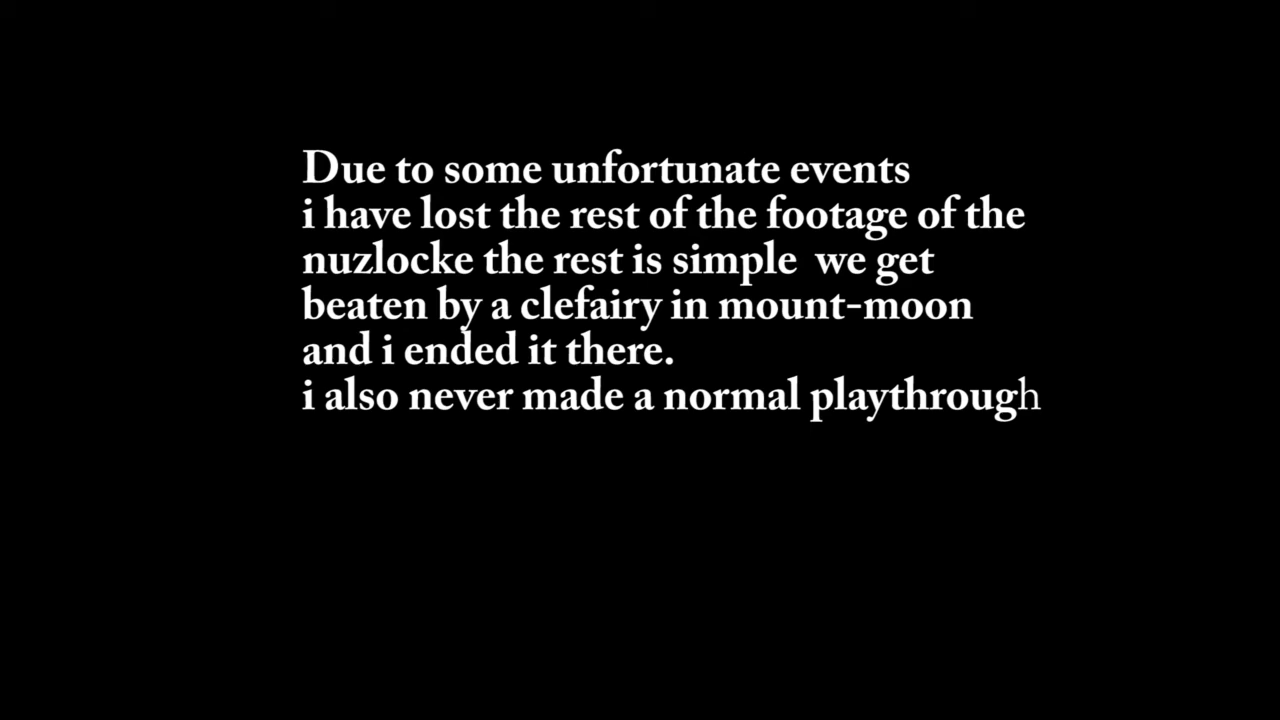 Due to some unfortunate events
i have lost the rest of the footage of the
nuzlocke the rest is simple  we get
beaten by a clefairy in mount-moon
and i ended it there.
i also never made a normal playthrough